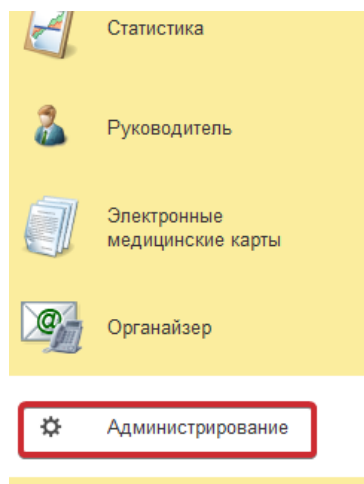 Статистика
Руководитель
Электронные
медицинские карты
@
Органайзер
Администрирование